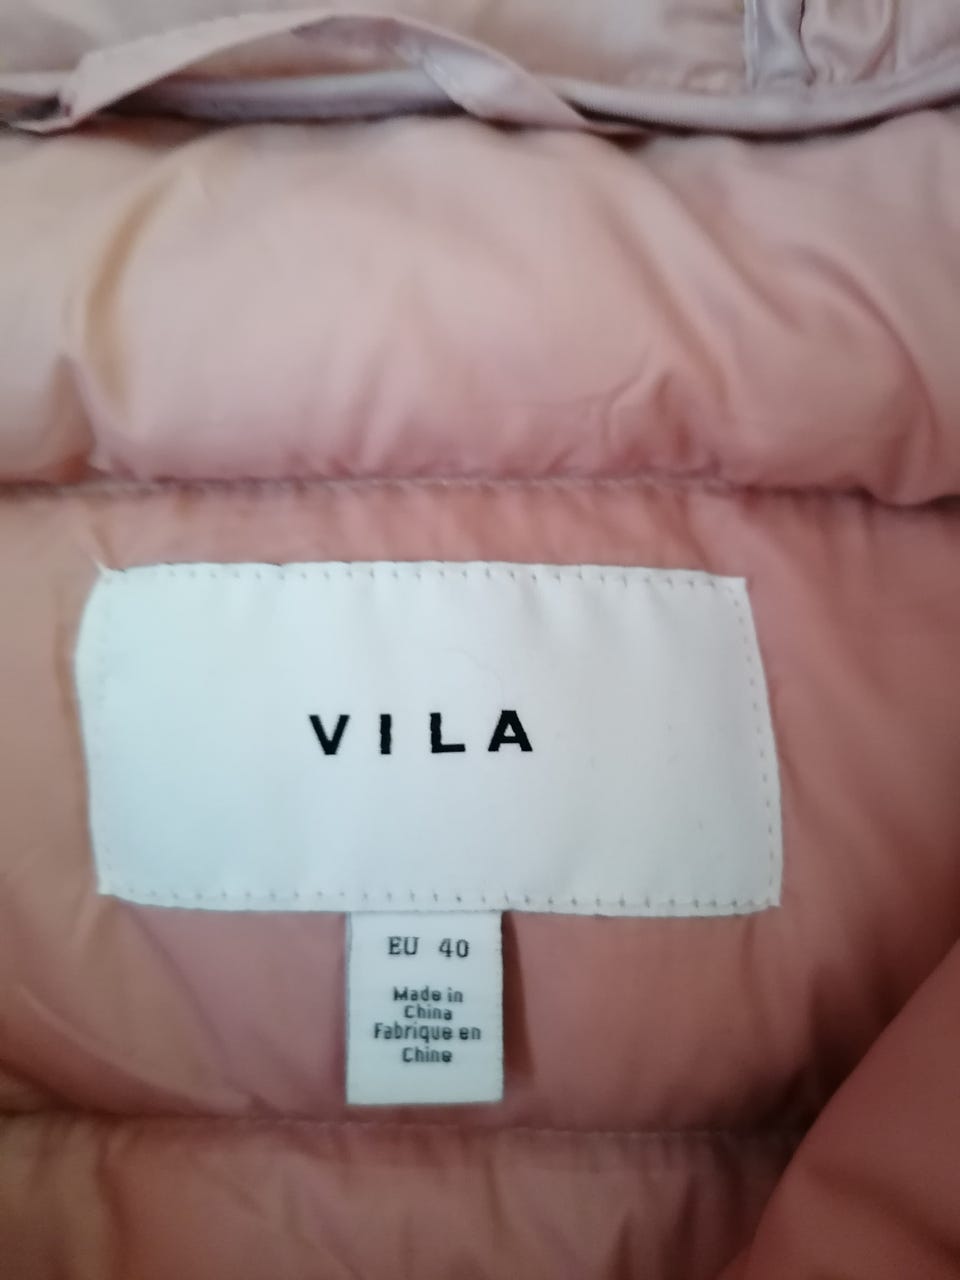 VILA
EU 40
Made in
China
Fabrique en
Chine